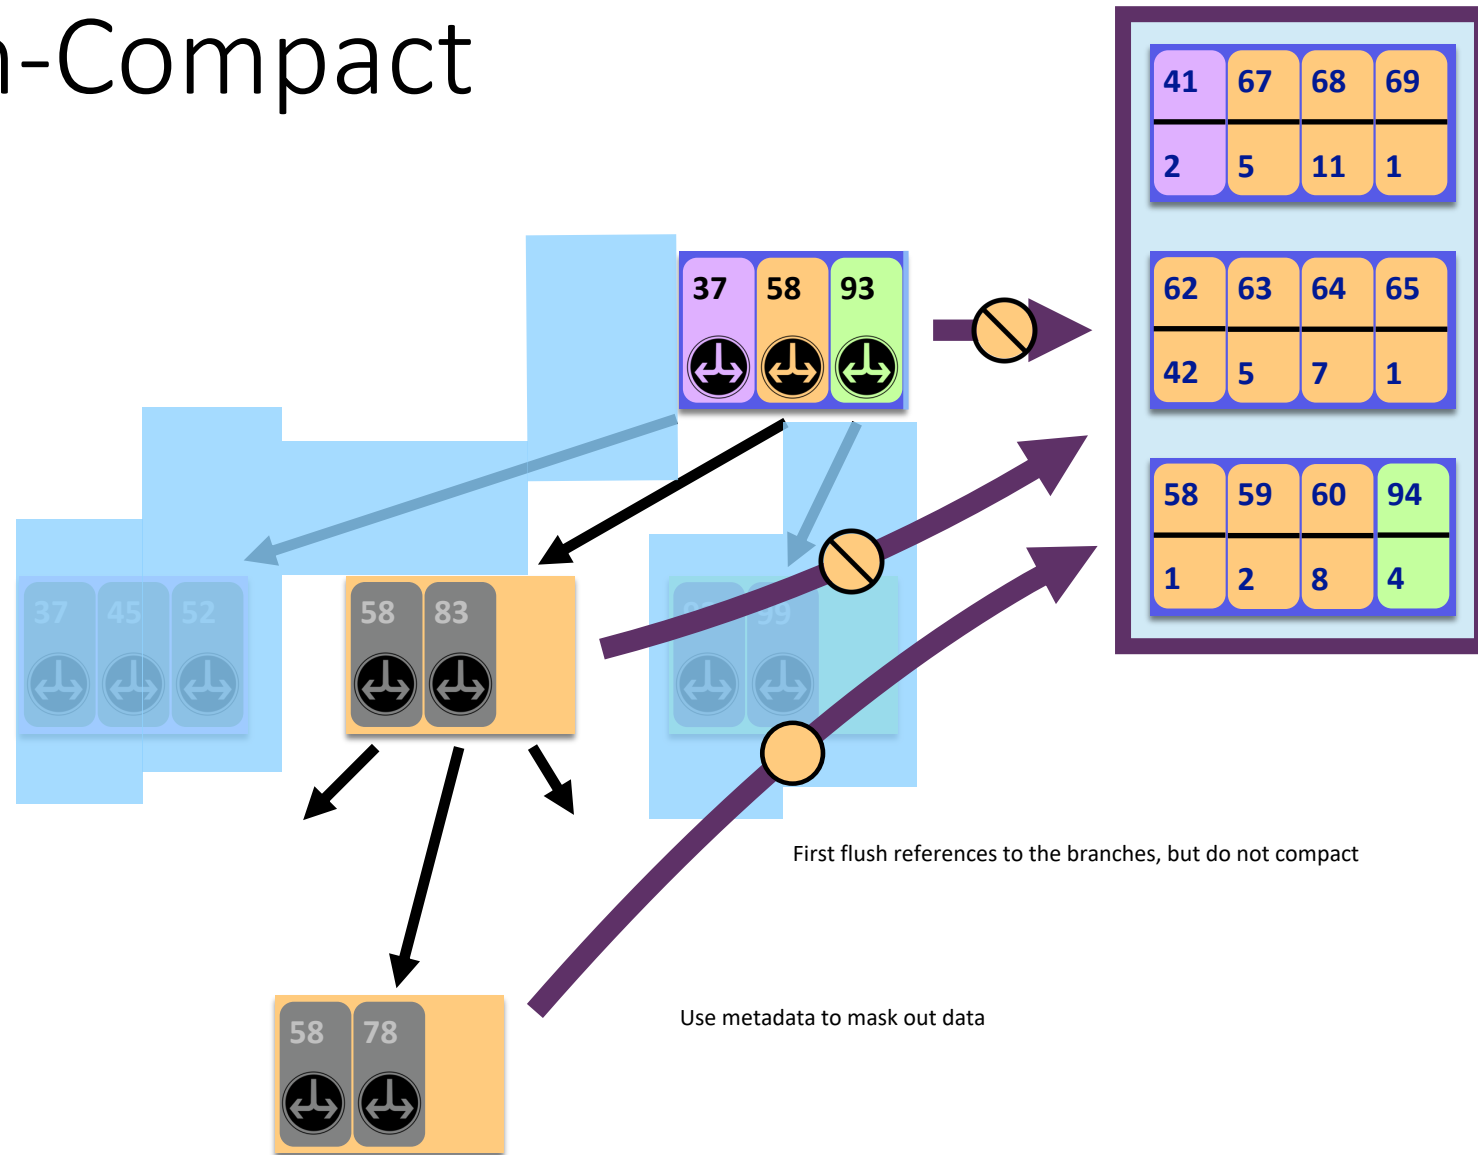 n-Compact
41 67 68 69
2 5 11 1
37 58 93
62 63 64 65
42 5 7 1
58 59 60 94
1 2 8 4
37 45 52
58 83
99
First flush references to the branches, but do not compact
Use metadata to mask out data
58 78